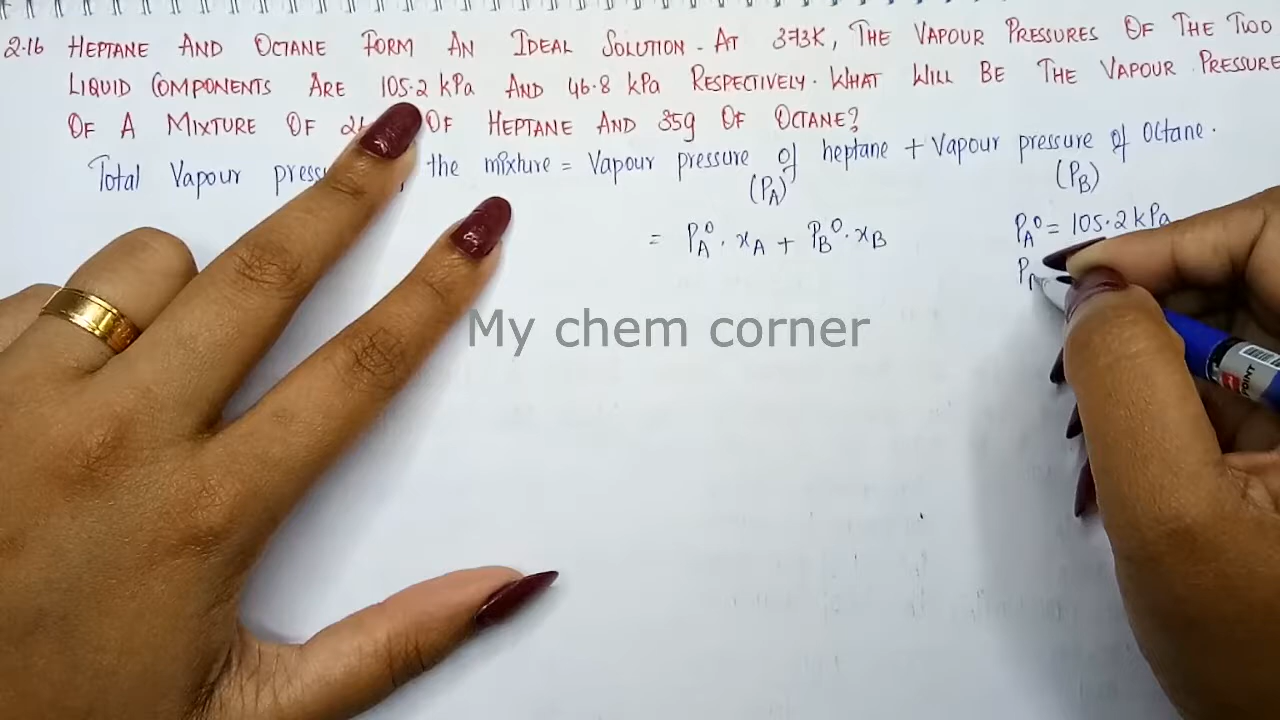 2.16 HEPTANE AND OCTANE FORM AN IDEAL SOLUTION. AT 373K, THE VAPOUR PRESSURES OF THE TWO
LIQUID COMPONENTS ARE 105.2 kPa AND 46.8 kPa RESPECTIVELY. WHAT WILL BE THE VAPOUR PRESSURE
OF A MIXTURE OF OF HEPTANE AND 35g OF OCTANE?
Total Vapour the mixture = Vapour pressure of heptane + Vapour pressure of Octane.
(PA) (PB)
= PA⁰ · xA + PB⁰ · xB
PA⁰ = 105.2 kPa
My chem corner